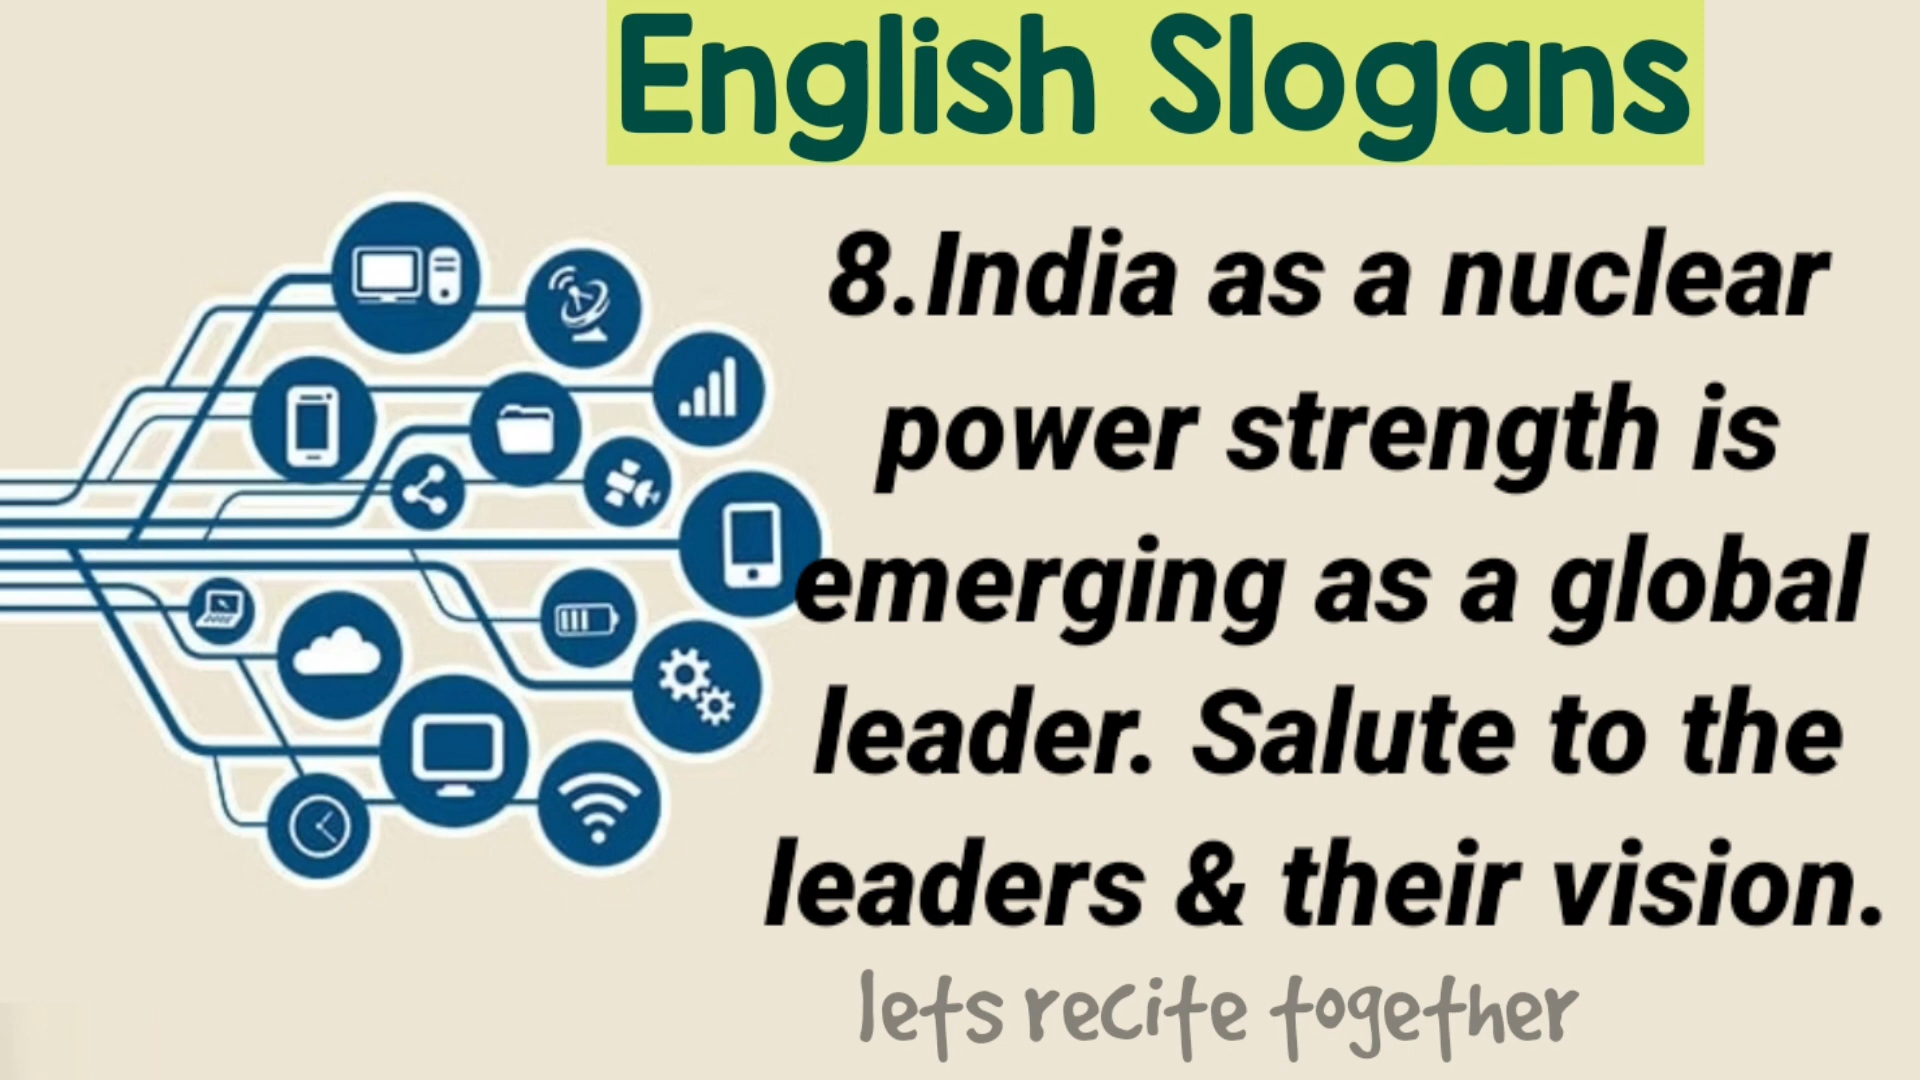 English Slogans
8.India as a nuclear
power strength is
emerging as a global
leader. Salute to the
leaders & their vision.
lets recite together